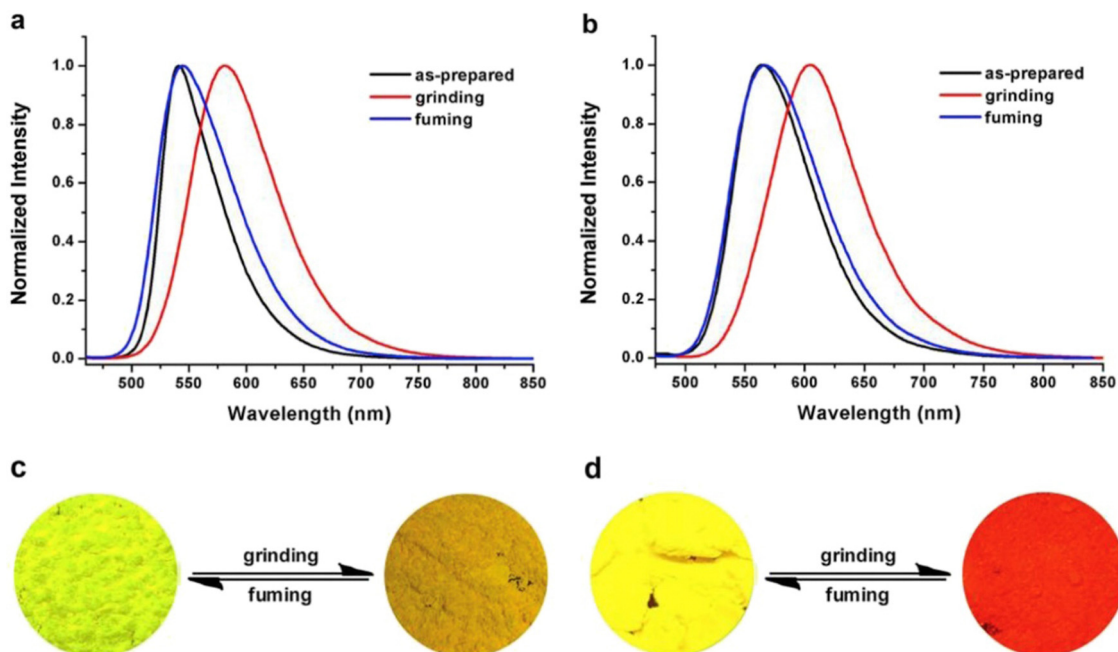 a
1.0
0.8
0.6
0.4
0.2
0.0
Normalized Intensity
as-prepared
grinding
fuming
500 550 600 650 700 750 800 850
Wavelength (nm)
b
1.0
0.8
0.6
0.4
0.2
0.0
Normalized Intensity
as-prepared
grinding
fuming
500 550 600 650 700 750 800 850
Wavelength (nm)
c
grinding
fuming
d
grinding
fuming